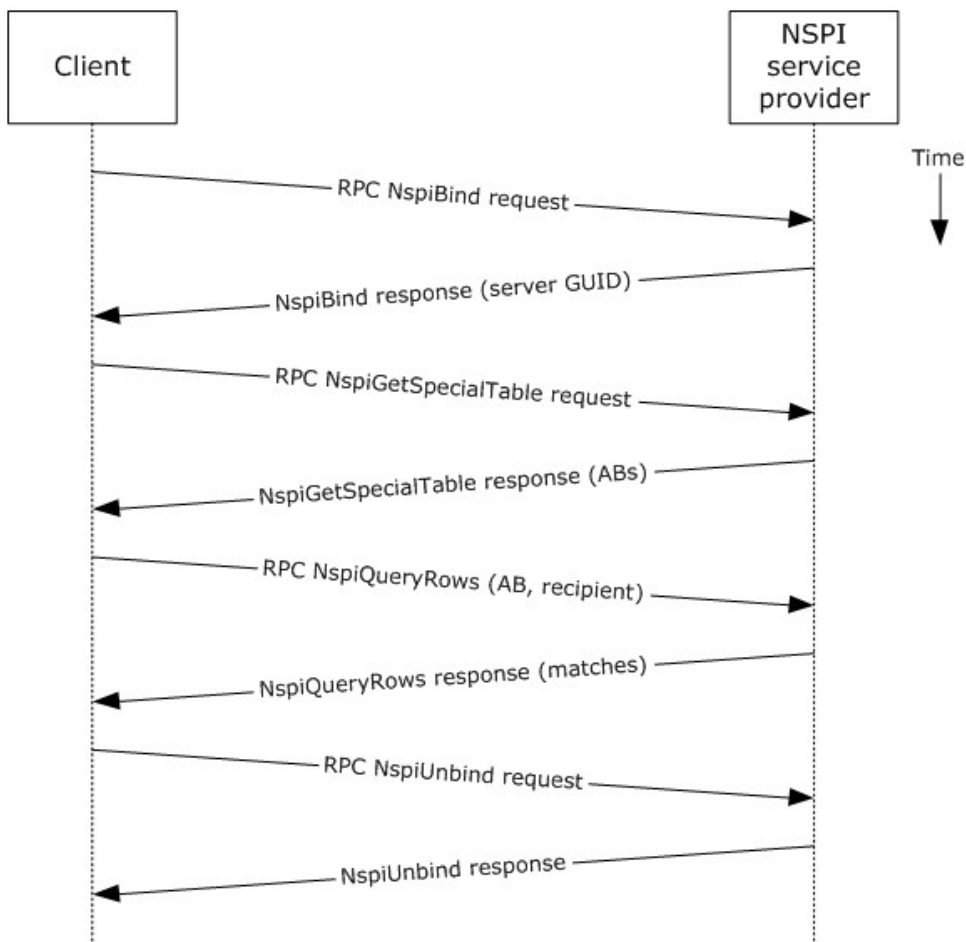 Client
NSPI
service
provider
Time
RPC NspiBind request
NspiBind response (server GUID)
RPC NspiGetSpecialTable request
NspiGetSpecialTable response (ABs)
RPC NspiQueryRows (AB, recipient)
NspiQueryRows response (matches)
RPC NspiUnbind request
NspiUnbind response